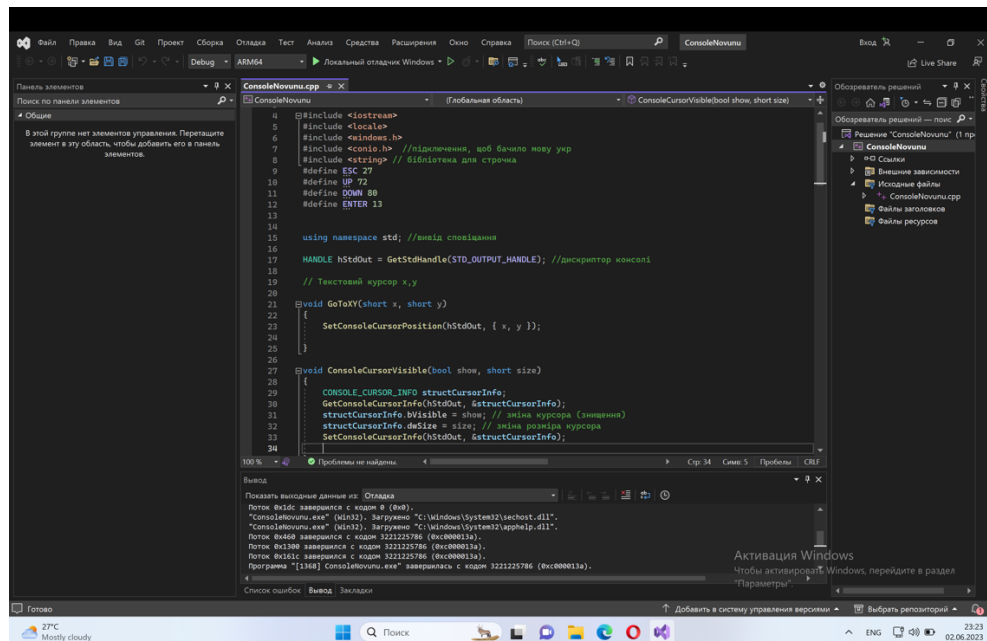 Файл Правка Вид Git Проект Сборка Отладка Тест Анализ Средства Расширения Окно Справка Поиск (Ctrl+Q) ConsoleNovunu Вход
Debug ARM64 Локальный отладчик Windows Live Share
Панель элементов
Поиск по панели элементов
Общие
В этой группе нет элементов управления. Перетащите
элемент в эту область, чтобы добавить его в панель
элементов.
ConsoleNovunu.cpp
ConsoleNovunu (Глобальная область) ConsoleCursorVisible(bool show, short size)
4 #include <iostream>
5 #include <locale>
6 #include <windows.h>
7 #include <conio.h> //підключення, щоб бачило мову укр
8 #include <string> // бібліотека для строчка
9 #define ESC 27
10 #define UP 72
11 #define DOWN 80
12 #define ENTER 13
13
14
15 using namespace std; //вивід сповіщання
16
17 HANDLE hStdOut = GetStdHandle(STD_OUTPUT_HANDLE); //дискриптор консолі
18
19 // Текстовий курсор x,y
20
21 void GoToXY(short x, short y)
22 {
23 SetConsoleCursorPosition(hStdOut, { x, y });
24
25 }
26
27 void ConsoleCursorVisible(bool show, short size)
28 {
29 CONSOLE_CURSOR_INFO structCursorInfo;
30 GetConsoleCursorInfo(hStdOut, &structCursorInfo);
31 structCursorInfo.bVisible = show; // зміна курсора (знищення)
32 structCursorInfo.dwSize = size; // зміна розміра курсора
33 SetConsoleCursorInfo(hStdOut, &structCursorInfo);
34
100 % Проблемы не найдены. Стр: 34 Симв: 5 Пробелы CRLF
Вывод
Показать выходные данные из: Отладка
Поток 0x1dc завершился с кодом 0 (0x0).
"ConsoleNovunu.exe" (Win32). Загружено "C:\Windows\System32\sechost.dll".
"ConsoleNovunu.exe" (Win32). Загружено "C:\Windows\System32\apphelp.dll".
Поток 0x460 завершился с кодом 3221225786 (0xc000013a).
Поток 0x1300 завершился с кодом 3221225786 (0xc000013a).
Поток 0x161c завершился с кодом 3221225786 (0xc000013a).
Программа "[1368] ConsoleNovunu.exe" завершилась с кодом 3221225786 (0xc000013a).
Список ошибок Вывод Закладки
Обозреватель решений
Обозреватель решений — поис
Решение "ConsoleNovunu" (1 пр
ConsoleNovunu
Ссылки
Внешние зависимости
Исходные файлы
ConsoleNovunu.cpp
Файлы заголовков
Файлы ресурсов
Свойства
Активация Windows
Чтобы активировать Windows, перейдите в раздел
"Параметры".
Готово Добавить в систему управления версиями Выбрать репозиторий
27°C
Mostly cloudy
Поиск
ENG
23:23
02.06.2023